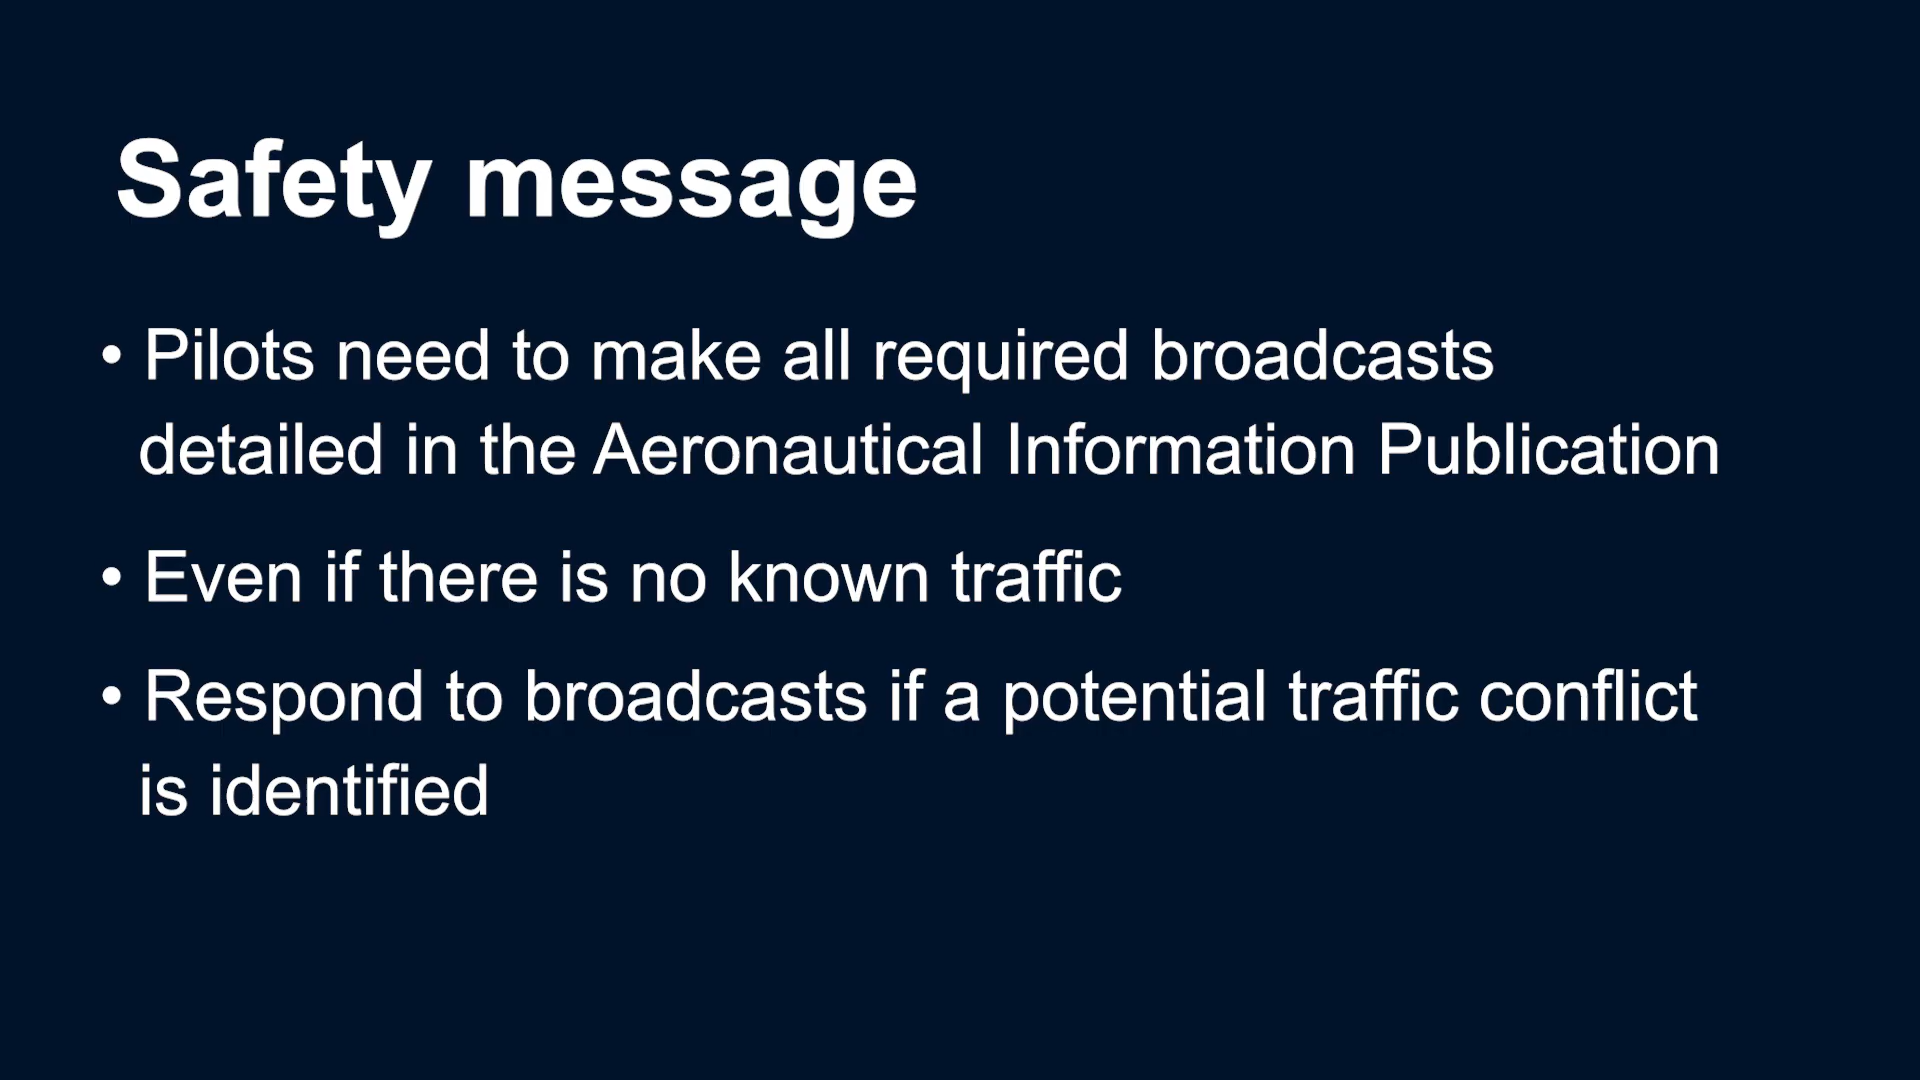 Safety message
• Pilots need to make all required broadcasts
detailed in the Aeronautical Information Publication
• Even if there is no known traffic
• Respond to broadcasts if a potential traffic conflict
is identified